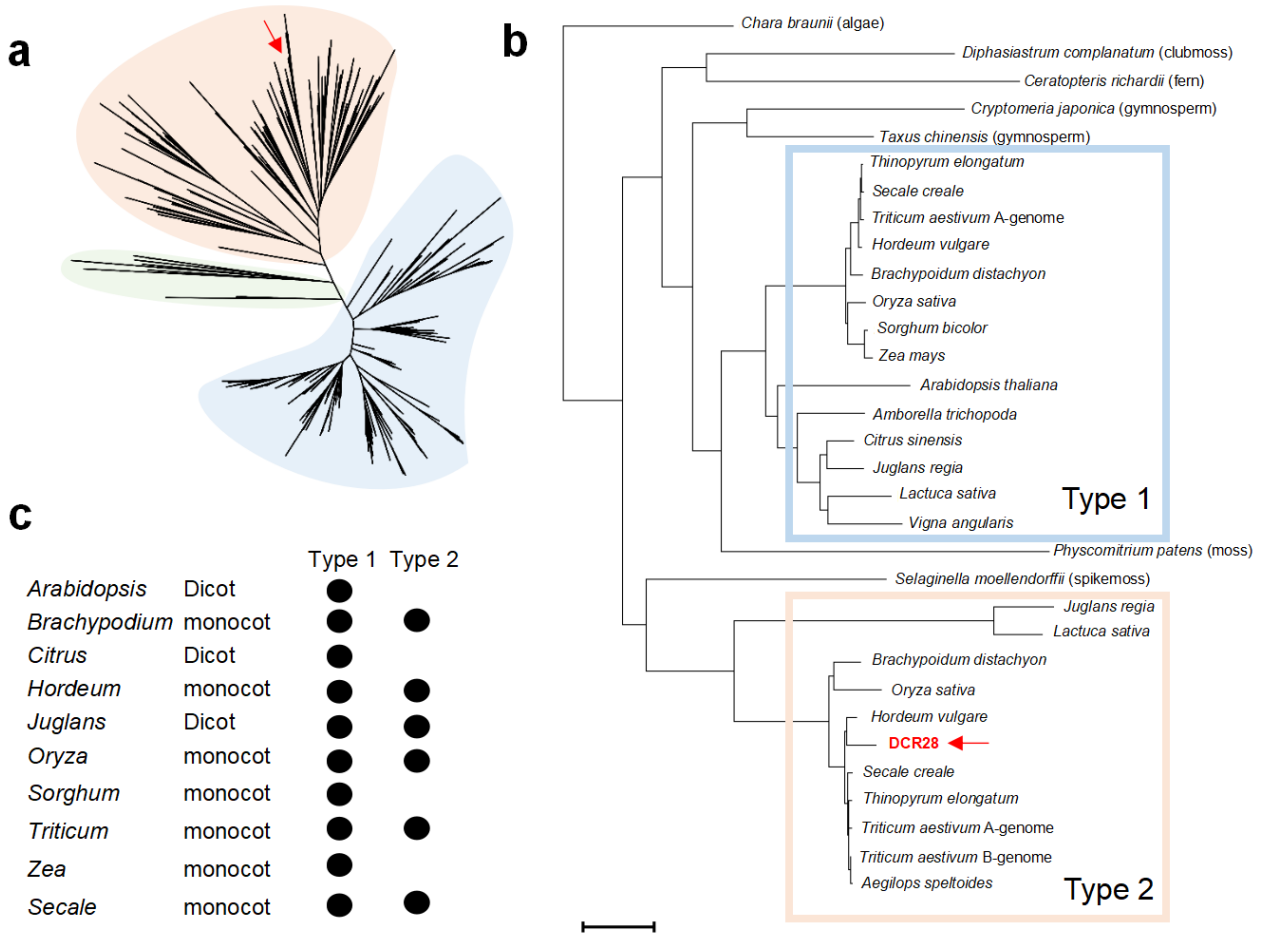 a
b
Chara braunii (algae)
Diphasiastrum complanatum (clubmoss)
Ceratopteris richardii (fern)
Cryptomeria japonica (gymnosperm)
Taxus chinensis (gymnosperm)
Thinopyrum elongatum
Secale creale
Triticum aestivum A-genome
Hordeum vulgare
Brachypoidum distachyon
Oryza sativa
Sorghum bicolor
Zea mays
Arabidopsis thaliana
Amborella trichopoda
Citrus sinensis
Juglans regia
Lactuca sativa
Vigna angularis
Type 1
Physcomitrium patens (moss)
Selaginella moellendorffii (spikemoss)
Juglans regia
Lactuca sativa
Brachypoidum distachyon
Oryza sativa
Hordeum vulgare
DCR28
Secale creale
Thinopyrum elongatum
Triticum aestivum A-genome
Triticum aestivum B-genome
Aegilops speltoides
Type 2
c
Type 1 Type 2
Arabidopsis Dicot
Brachypodium monocot
Citrus Dicot
Hordeum monocot
Juglans Dicot
Oryza monocot
Sorghum monocot
Triticum monocot
Zea monocot
Secale monocot